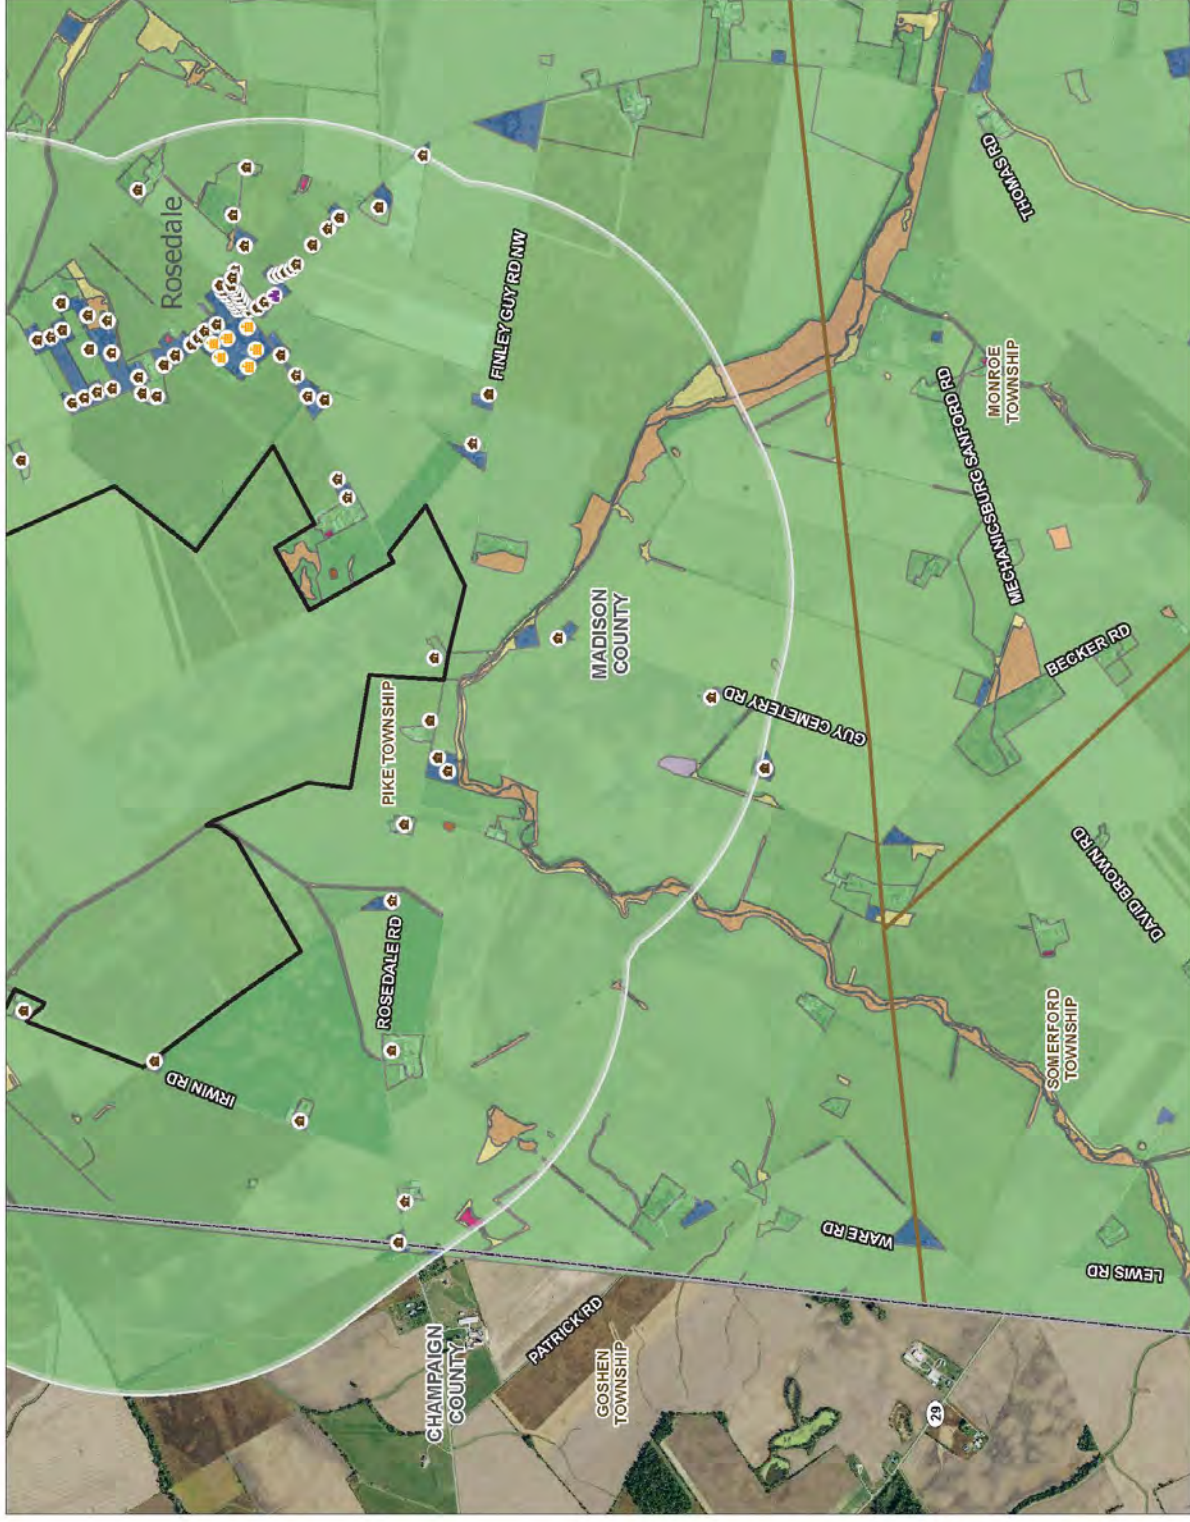 Rosedale
FINLEY GUY RD NW
THOMAS RD
MONROE
TOWNSHIP
MECHANICSBURG SANFORD RD
MADISON
COUNTY
BECKER RD
PIKE TOWNSHIP
GUY CEMETERY RD
ROSEDALE RD
DAVID BROWN RD
IRWIN RD
SOMERFORD
TOWNSHIP
WARE RD
LEWIS RD
CHAMPAIGN
COUNTY
PATRICK RD
GOSHEN
TOWNSHIP
29